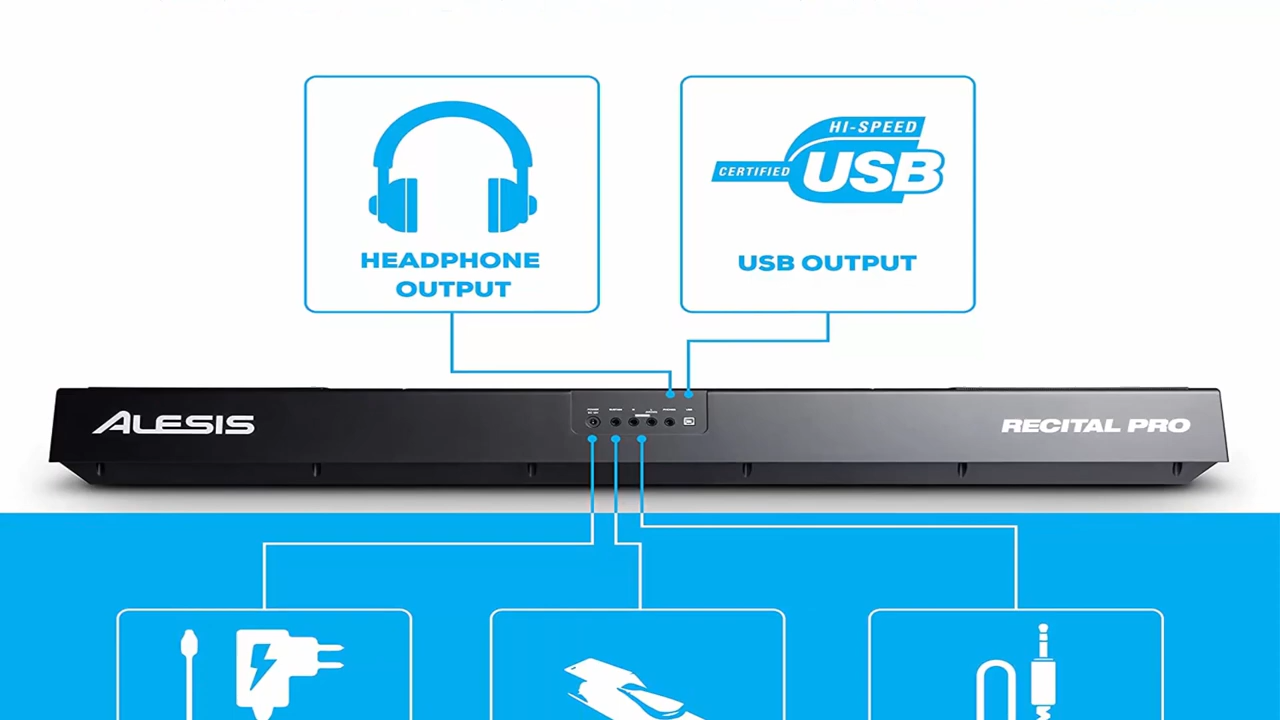 HI-SPEED
CERTIFIED USB
HEADPHONE
OUTPUT
USB OUTPUT
ALESIS
RECITAL PRO